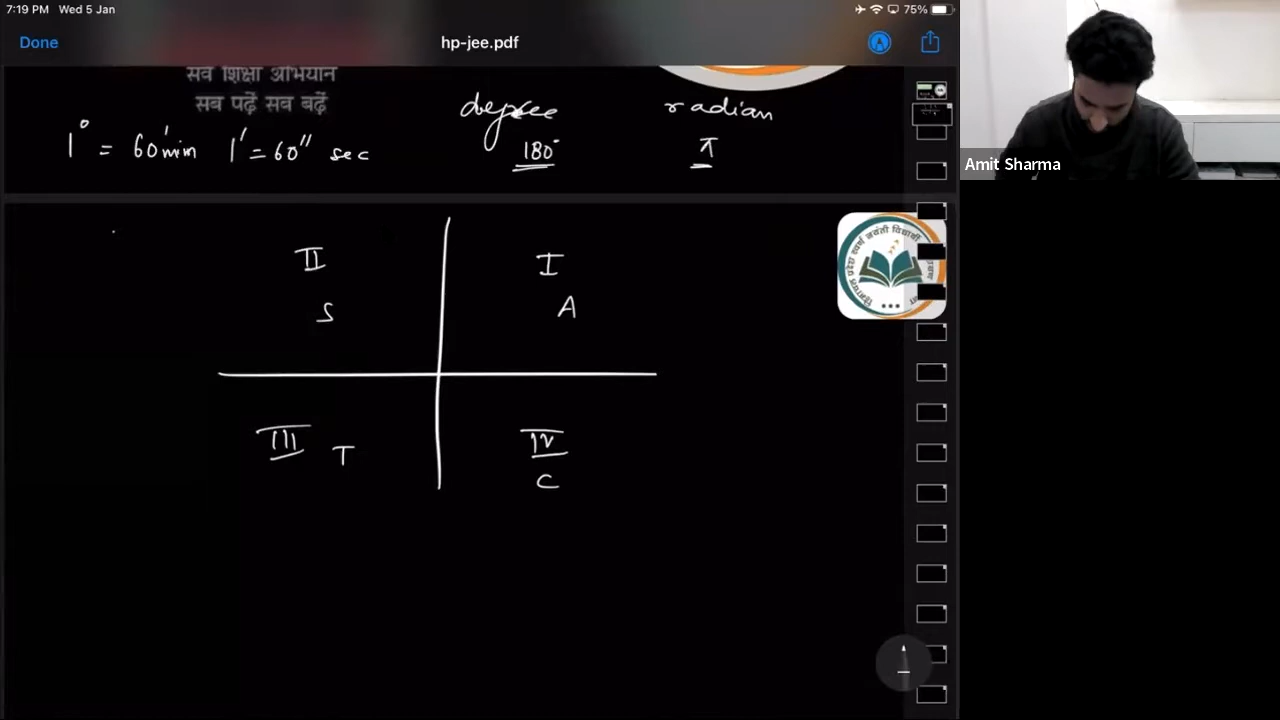 7:19 PM Wed 5 Jan
75%
Done
hp-jee.pdf
सर्व शिक्षा अभियान
सब पढ़ें सब बढ़ें
degree radian
1° = 60'min 1' = 60" sec 180° π
II I
S A
III T IV
C
Amit Sharma